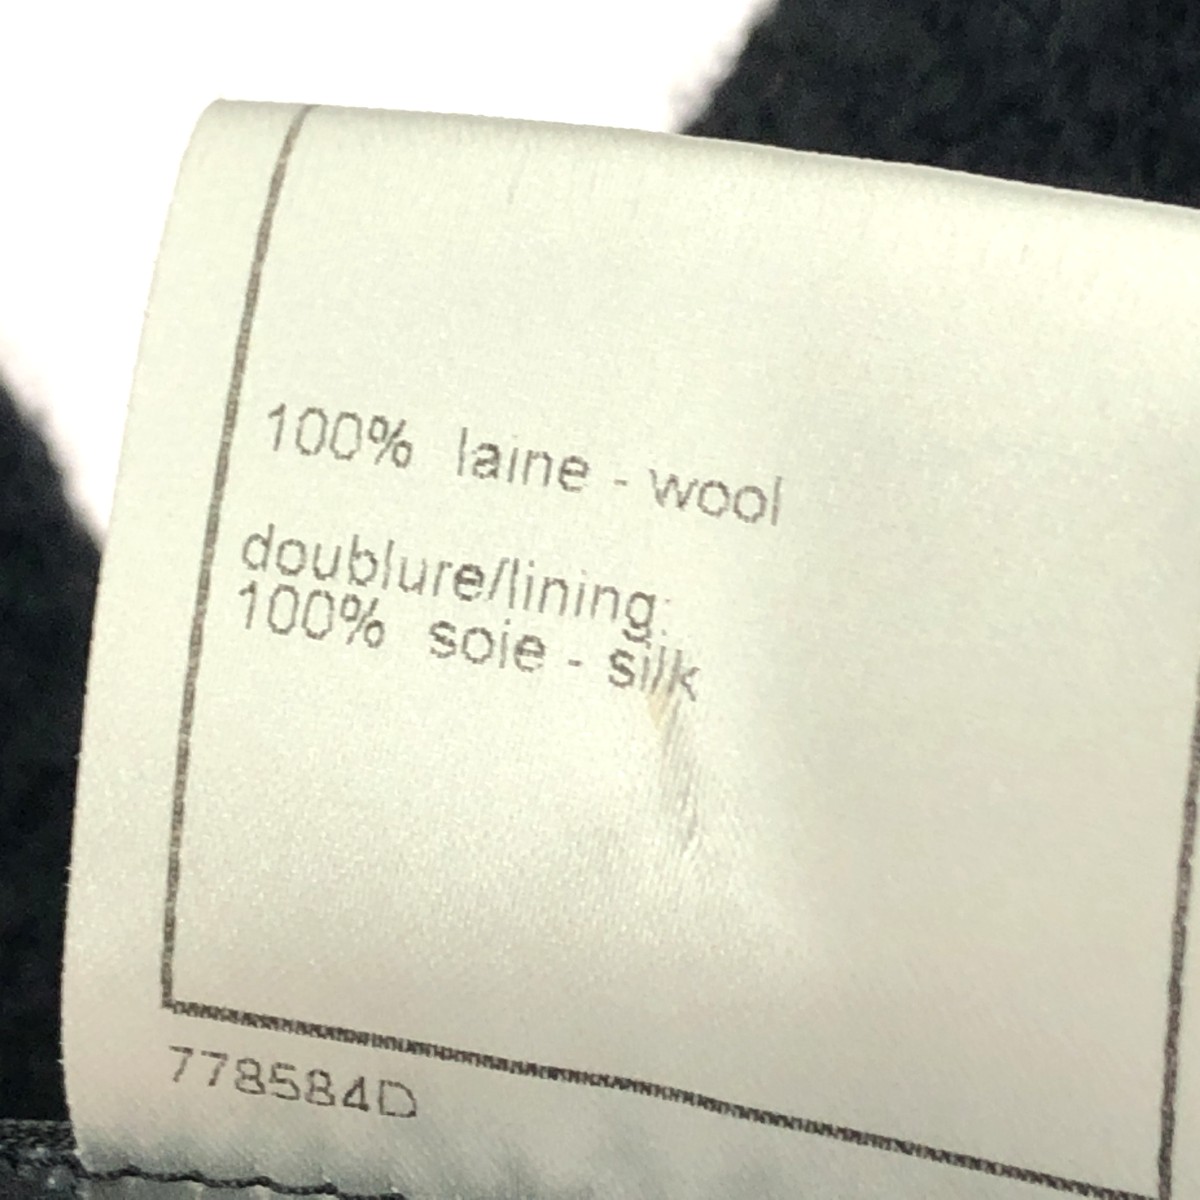 100% laine - wool
doublure/lining:
100% soie - silk
778584D